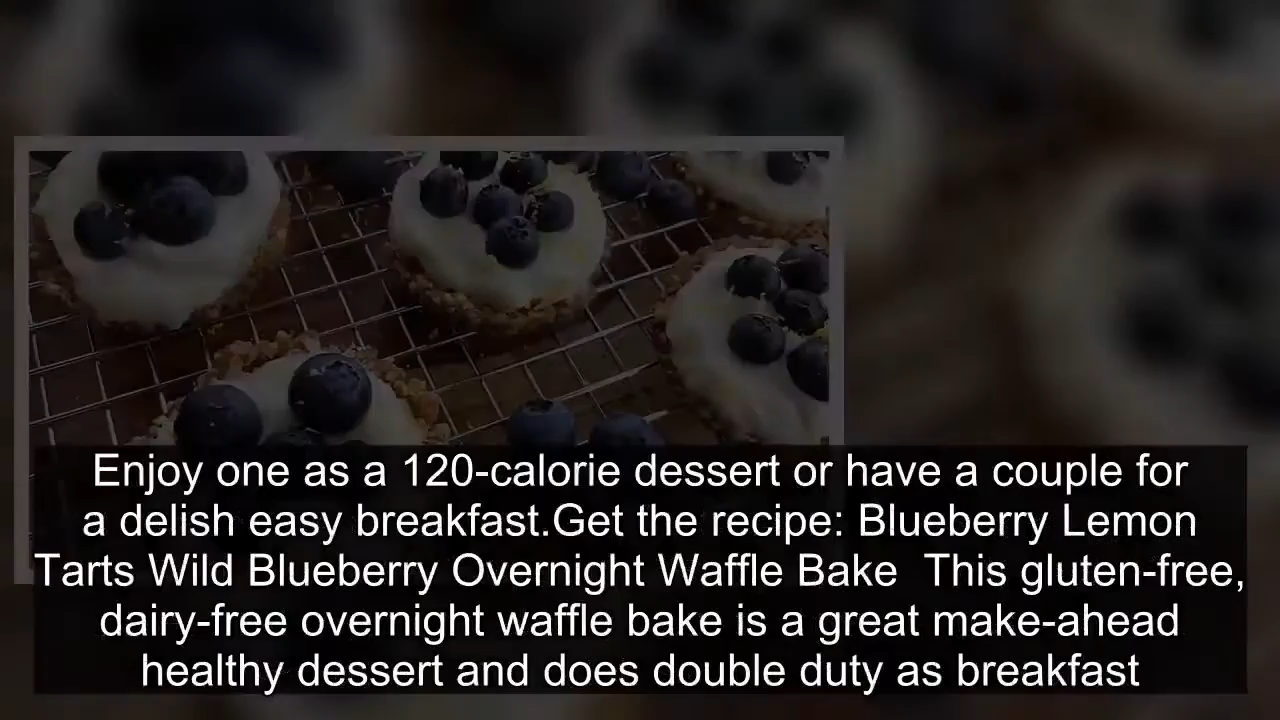 Enjoy one as a 120-calorie dessert or have a couple for
a delish easy breakfast.Get the recipe: Blueberry Lemon
Tarts Wild Blueberry Overnight Waffle Bake  This gluten-free,
dairy-free overnight waffle bake is a great make-ahead
healthy dessert and does double duty as breakfast